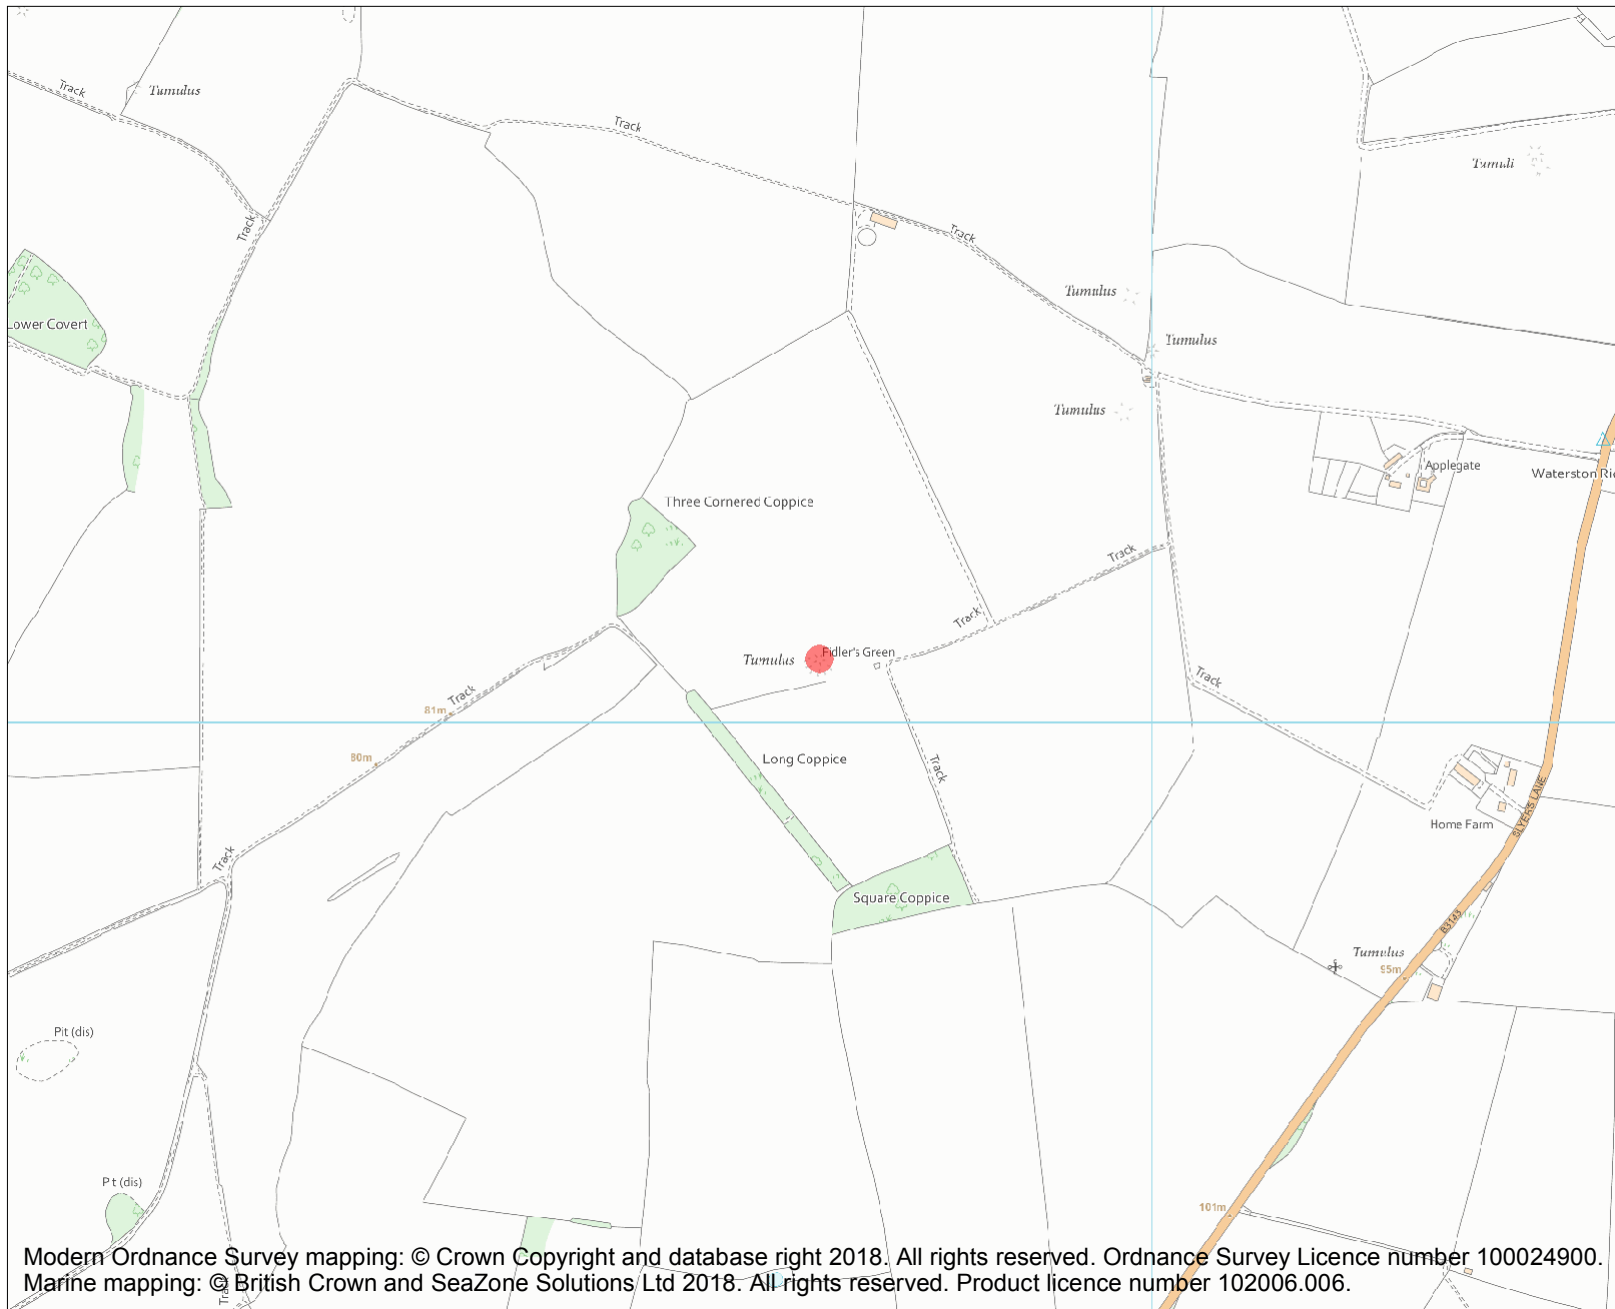 Track
Tumulus
Track
Tumuli
Track
Track
Tumulus
Lower Covert
Tumulus
Tumulus
Applegate
Waterston Ri
Three Cornered Coppice
Track
Track
Fidler's Green
Tumulus
Track
Track
81m
80m
Long Coppice
Track
SLYERS LANE
Home Farm
Track
Square Coppice
B3143
Tumulus
95m
Pit (dis)
P t (dis)
101m
Track
Modern Ordnance Survey mapping: © Crown Copyright and database right 2018. All rights reserved. Ordnance Survey Licence number 100024900.
Marine mapping: © British Crown and SeaZone Solutions Ltd 2018. All rights reserved. Product licence number 102006.006.